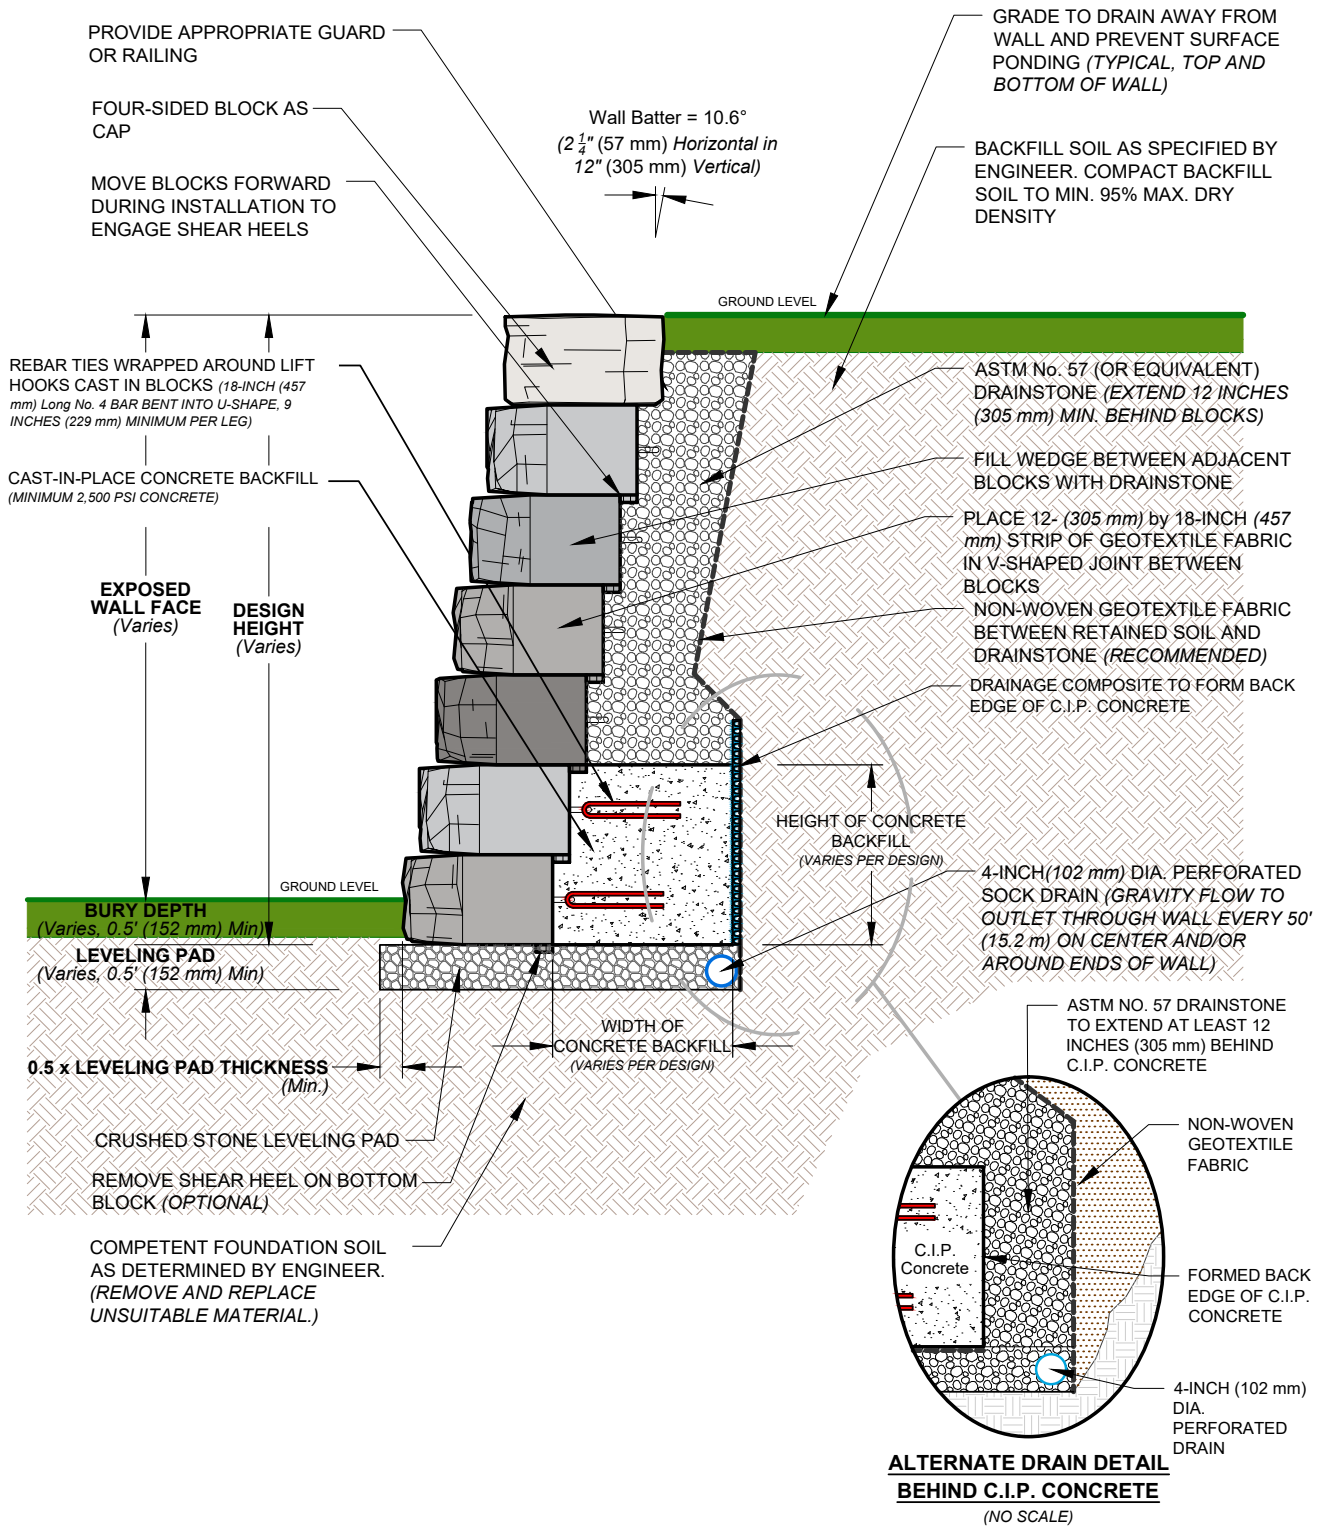 PROVIDE APPROPRIATE GUARD
OR RAILING
FOUR-SIDED BLOCK AS
CAP
MOVE BLOCKS FORWARD
DURING INSTALLATION TO
ENGAGE SHEAR HEELS
Wall Batter = 10.6°
(2 1/4" (57 mm) Horizontal in
12" (305 mm) Vertical)
GRADE TO DRAIN AWAY FROM
WALL AND PREVENT SURFACE
PONDING (TYPICAL, TOP AND
BOTTOM OF WALL)
BACKFILL SOIL AS SPECIFIED BY
ENGINEER. COMPACT BACKFILL
SOIL TO MIN. 95% MAX. DRY
DENSITY
GROUND LEVEL
REBAR TIES WRAPPED AROUND LIFT
HOOKS CAST IN BLOCKS (18-INCH (457
mm) Long No. 4 BAR BENT INTO U-SHAPE, 9
INCHES (229 mm) MINIMUM PER LEG)
CAST-IN-PLACE CONCRETE BACKFILL
(MINIMUM 2,500 PSI CONCRETE)
EXPOSED
WALL FACE
(Varies)
DESIGN
HEIGHT
(Varies)
ASTM No. 57 (OR EQUIVALENT)
DRAINSTONE (EXTEND 12 INCHES
(305 mm) MIN. BEHIND BLOCKS)
FILL WEDGE BETWEEN ADJACENT
BLOCKS WITH DRAINSTONE
PLACE 12- (305 mm) by 18-INCH (457
mm) STRIP OF GEOTEXTILE FABRIC
IN V-SHAPED JOINT BETWEEN
BLOCKS
NON-WOVEN GEOTEXTILE FABRIC
BETWEEN RETAINED SOIL AND
DRAINSTONE (RECOMMENDED)
DRAINAGE COMPOSITE TO FORM BACK
EDGE OF C.I.P. CONCRETE
HEIGHT OF CONCRETE
BACKFILL
(VARIES PER DESIGN)
4-INCH(102 mm) DIA. PERFORATED
SOCK DRAIN (GRAVITY FLOW TO
OUTLET THROUGH WALL EVERY 50'
(15.2 m) ON CENTER AND/OR
AROUND ENDS OF WALL)
GROUND LEVEL
BURY DEPTH
(Varies, 0.5' (152 mm) Min)
LEVELING PAD
(Varies, 0.5' (152 mm) Min)
0.5 x LEVELING PAD THICKNESS
(Min.)
WIDTH OF
CONCRETE BACKFILL
(VARIES PER DESIGN)
CRUSHED STONE LEVELING PAD
REMOVE SHEAR HEEL ON BOTTOM
BLOCK (OPTIONAL)
COMPETENT FOUNDATION SOIL
AS DETERMINED BY ENGINEER.
(REMOVE AND REPLACE
UNSUITABLE MATERIAL.)
ASTM NO. 57 DRAINSTONE
TO EXTEND AT LEAST 12
INCHES (305 mm) BEHIND
C.I.P. CONCRETE
NON-WOVEN
GEOTEXTILE
FABRIC
C.I.P.
Concrete
FORMED BACK
EDGE OF C.I.P.
CONCRETE
4-INCH (102 mm)
DIA.
PERFORATED
DRAIN
ALTERNATE DRAIN DETAIL
BEHIND C.I.P. CONCRETE
(NO SCALE)